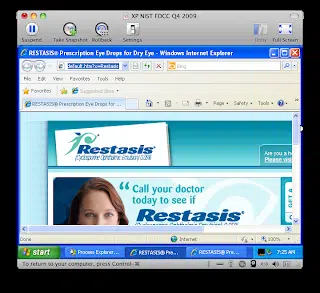 XP NIST FDCC Q4 2009
Suspend Take Snapshot Rollback Settings Unity Full Screen
RESTASIS® Prescription Eye Drops for Dry Eye - Windows Internet Explorer
default.htm?x=Restasis
Bing
File Edit View Favorites Tools Help
Favorites Suggested Sites
RESTASIS® Prescription Eye Drops for Page Safety Tools
Restasis®
(Cyclosporine Ophthalmic Emulsion) 0.05%
Are you a
Please visi
Call your doctor
today to see if
Restasis®
(Cyclosporine Ophthalmic Emulsion) 0.05%
GET A
Done Internet 100%
start Process Explorer... RESTASIS® Pre... RESTASIS® Pre... 7:25 AM
To return to your computer, press Control-⌘